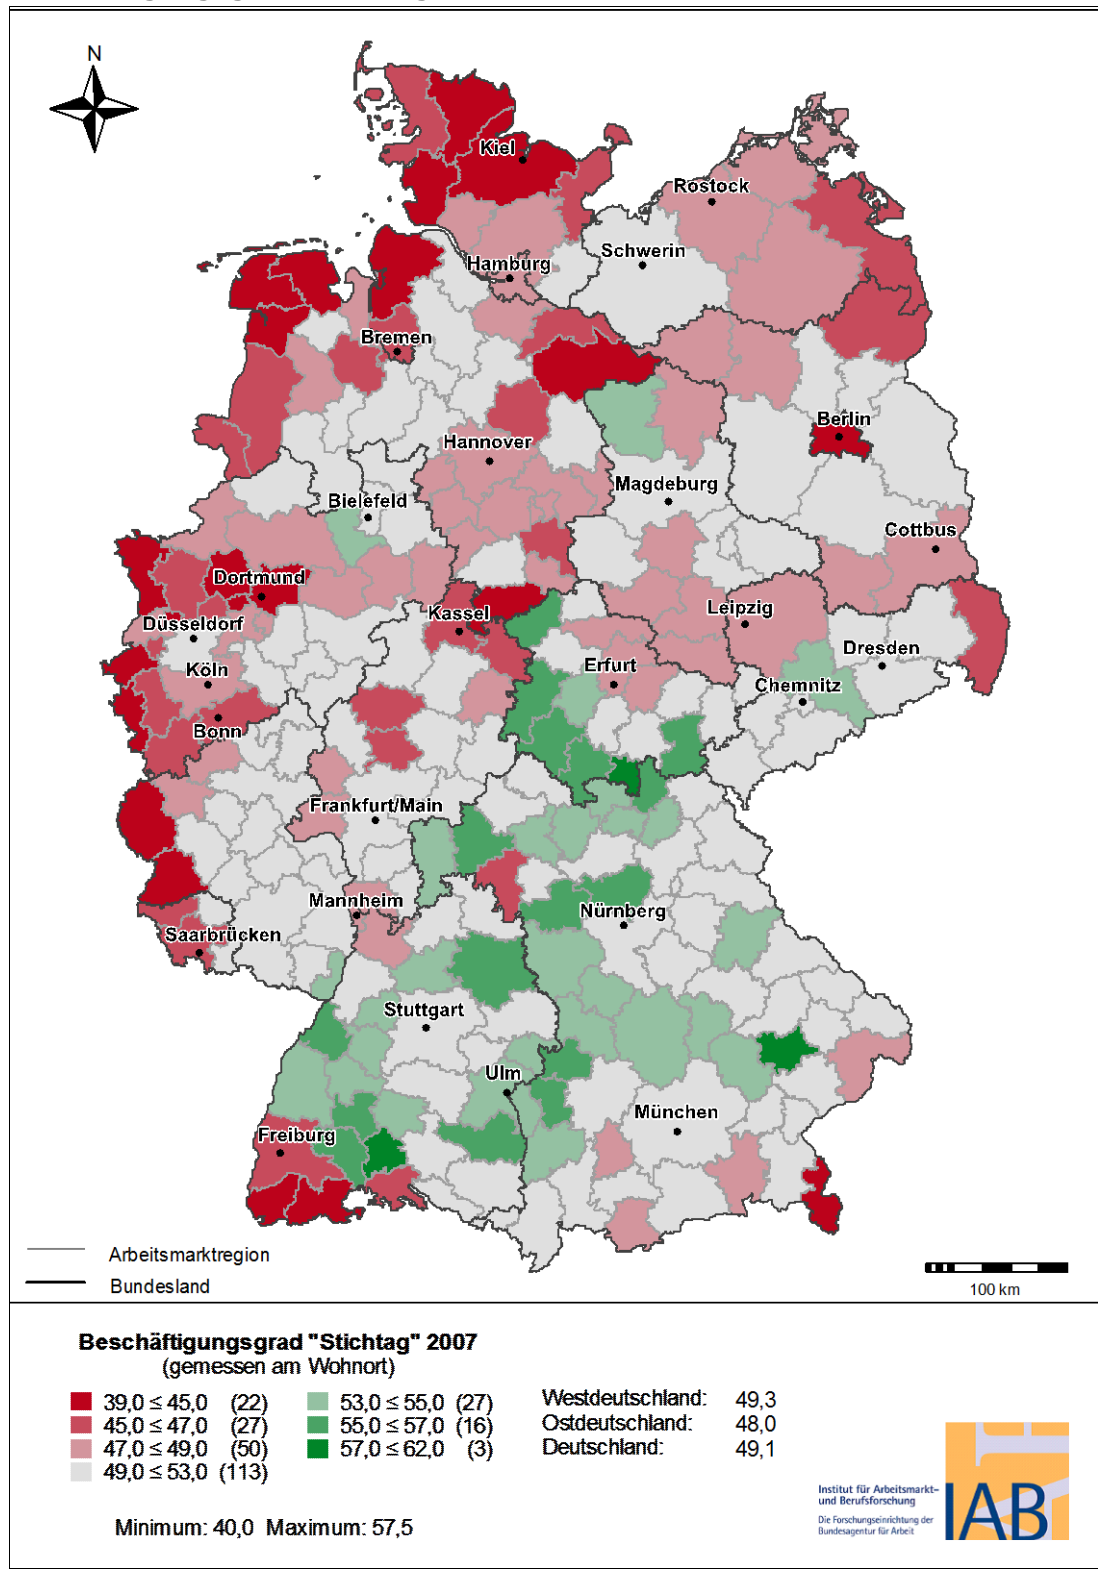 N
Kiel
Rostock
Schwerin
Hamburg
Bremen
Berlin
Hannover
Magdeburg
Bielefeld
Cottbus
Dortmund
Leipzig
Kassel
Düsseldorf
Dresden
Köln
Erfurt
Chemnitz
Bonn
Frankfurt/Main
Mannheim
Nürnberg
Saarbrücken
Stuttgart
Ulm
München
Freiburg
Arbeitsmarktregion
Bundesland
100 km
Beschäftigungsgrad "Stichtag" 2007
(gemessen am Wohnort)
39,0 ≤ 45,0 (22)
45,0 ≤ 47,0 (27)
47,0 ≤ 49,0 (50)
49,0 ≤ 53,0 (113)
53,0 ≤ 55,0 (27)
55,0 ≤ 57,0 (16)
57,0 ≤ 62,0 (3)
Westdeutschland: 49,3
Ostdeutschland: 48,0
Deutschland: 49,1
Minimum: 40,0 Maximum: 57,5
Institut für Arbeitsmarkt-
und Berufsforschung
Die Forschungseinrichtung der
Bundesagentur für Arbeit
IAB